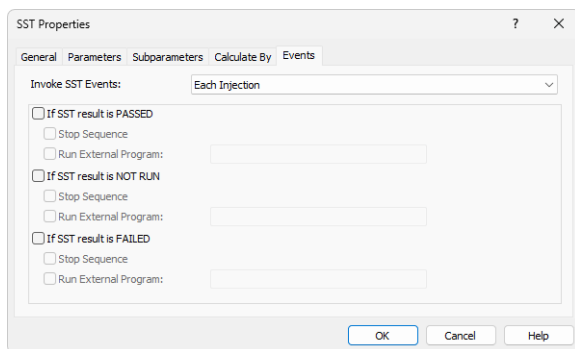 SST Properties ?
General Parameters Subparameters Calculate By Events
Invoke SST Events: Each Injection
If SST result is PASSED
Stop Sequence
Run External Program:
If SST result is NOT RUN
Stop Sequence
Run External Program:
If SST result is FAILED
Stop Sequence
Run External Program:
OK Cancel Help